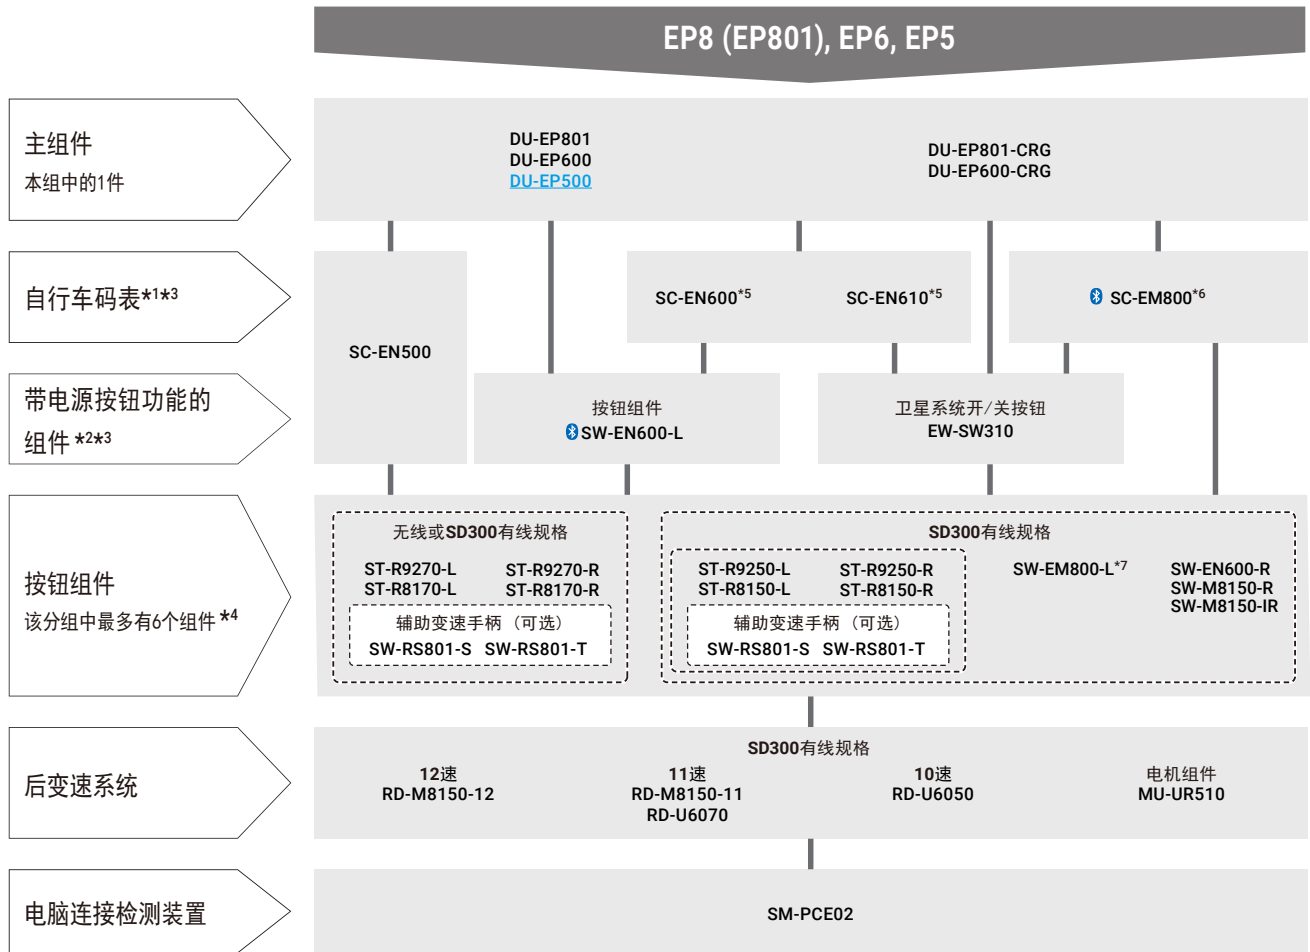 EP8 (EP801), EP6, EP5
主组件
本组中的1件
DU-EP801
DU-EP600
DU-EP500
DU-EP801-CRG
DU-EP600-CRG
自行车码表*1*3
SC-EN500
SC-EN600*5
SC-EN610*5
SC-EM800*6
带电源按钮功能的
组件*2*3
按钮组件
SW-EN600-L
卫星系统开/关按钮
EW-SW310
按钮组件
该分组中最多有6个组件*4
无线或SD300有线规格
ST-R9270-L ST-R9270-R
ST-R8170-L ST-R8170-R
辅助变速手柄（可选）
SW-RS801-S SW-RS801-T
SD300有线规格
ST-R9250-L ST-R9250-R
ST-R8150-L ST-R8150-R
辅助变速手柄（可选）
SW-RS801-S SW-RS801-T
SW-EM800-L*7
SW-EN600-R
SW-M8150-R
SW-M8150-IR
后变速系统
SD300有线规格
12速
RD-M8150-12
11速
RD-M8150-11
RD-U6070
10速
RD-U6050
电机组件
MU-UR510
电脑连接检测装置
SM-PCE02